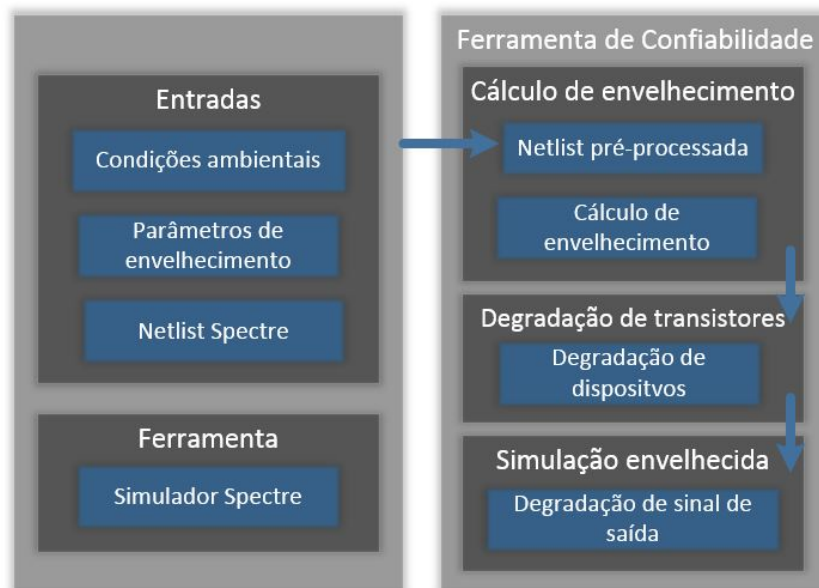 Entradas
Condições ambientais
Parâmetros de
envelhecimento
Netlist Spectre
Ferramenta
Simulador Spectre
Ferramenta de Confiabilidade
Cálculo de envelhecimento
Netlist pré-processada
Cálculo de
envelhecimento
Degradação de transistores
Degradação de
dispositvos
Simulação envelhecida
Degradação de sinal de
saída